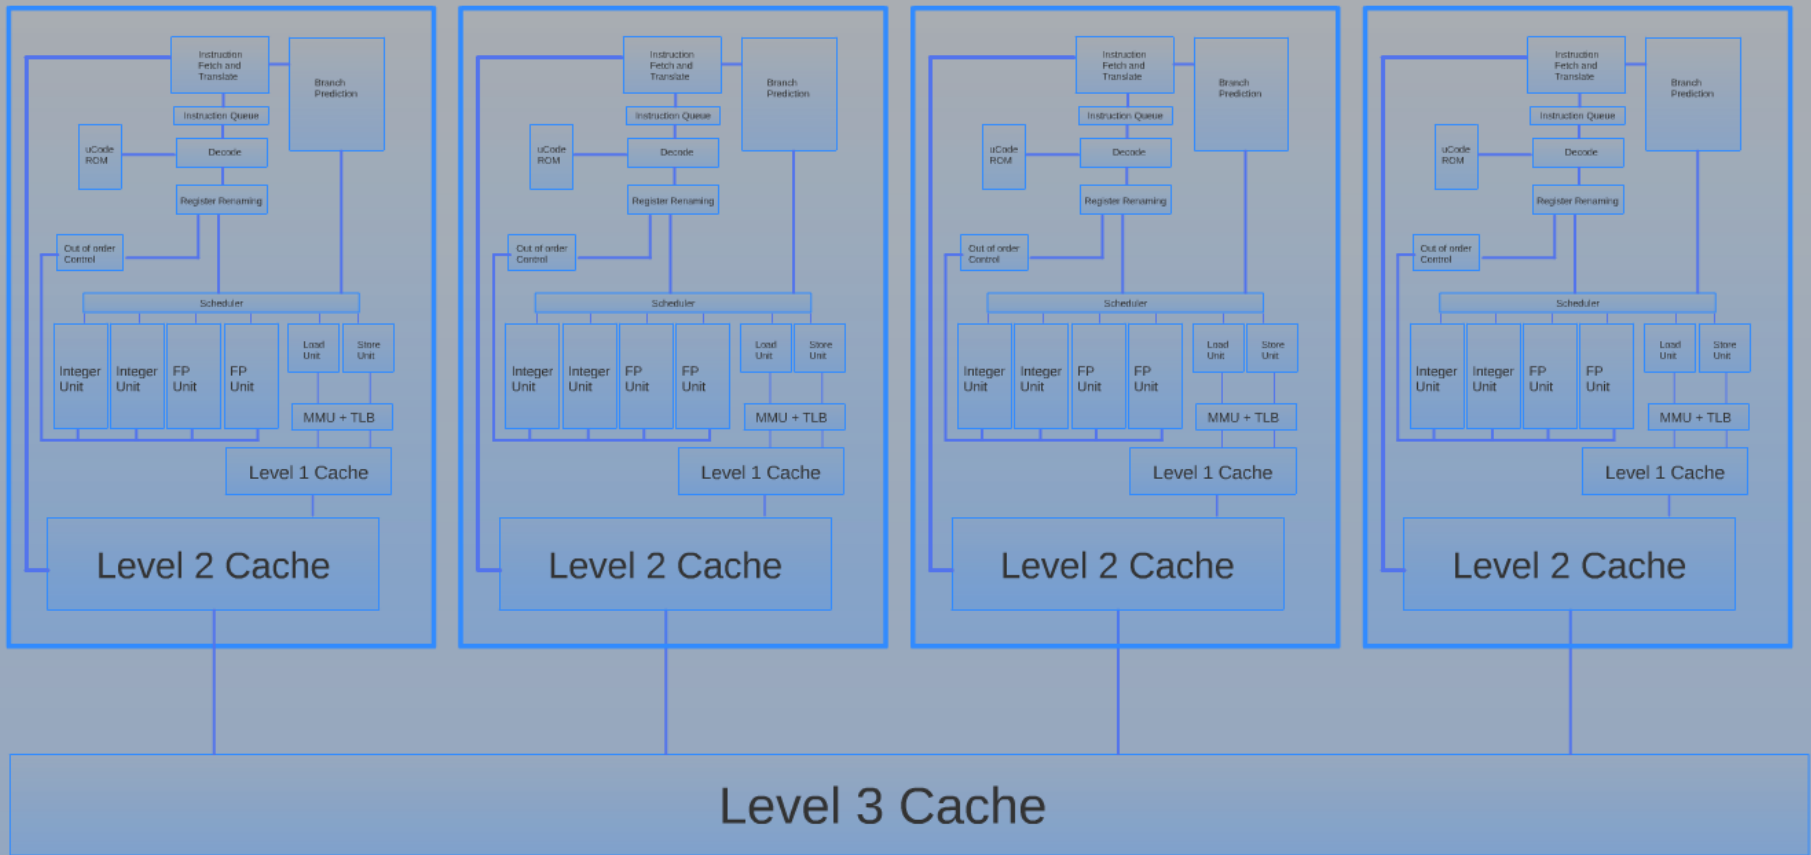 Instruction
Fetch and
Translate
Branch
Prediction
Instruction Queue
uCode
ROM
Decode
Register Renaming
Out of order
Control
Scheduler
Integer
Unit
Integer
Unit
FP
Unit
FP
Unit
Load
Unit
Store
Unit
MMU + TLB
Level 1 Cache
Level 2 Cache
Instruction
Fetch and
Translate
Branch
Prediction
Instruction Queue
uCode
ROM
Decode
Register Renaming
Out of order
Control
Scheduler
Integer
Unit
Integer
Unit
FP
Unit
FP
Unit
Load
Unit
Store
Unit
MMU + TLB
Level 1 Cache
Level 2 Cache
Instruction
Fetch and
Translate
Branch
Prediction
Instruction Queue
uCode
ROM
Decode
Register Renaming
Out of order
Control
Scheduler
Integer
Unit
Integer
Unit
FP
Unit
FP
Unit
Load
Unit
Store
Unit
MMU + TLB
Level 1 Cache
Level 2 Cache
Instruction
Fetch and
Translate
Branch
Prediction
Instruction Queue
uCode
ROM
Decode
Register Renaming
Out of order
Control
Scheduler
Integer
Unit
Integer
Unit
FP
Unit
FP
Unit
Load
Unit
Store
Unit
MMU + TLB
Level 1 Cache
Level 2 Cache
Level 3 Cache